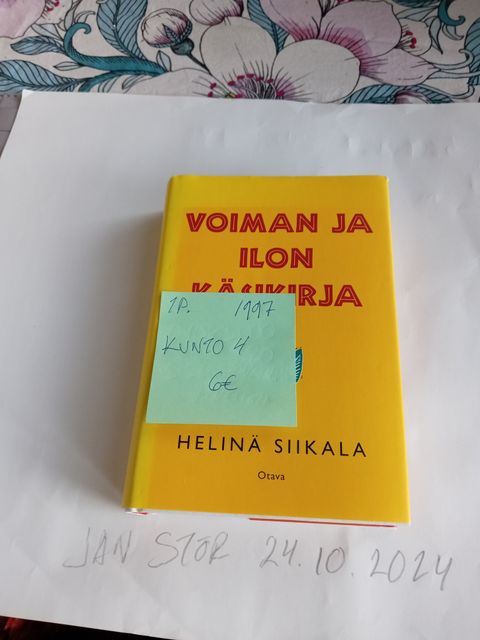 VOIMAN JA
ILON
KÄSIKIRJA
1P. 1997
KUNTO 4
6€
HELINÄ SIIKALA
Otava
JAN STOR 24.10.2024